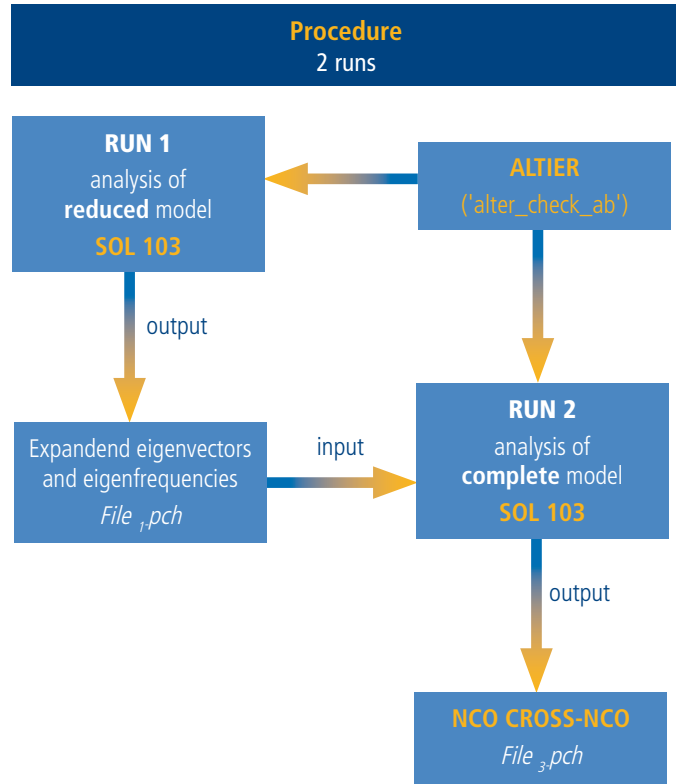 Procedure
2 runs
RUN 1
analysis of
reduced model
SOL 103
ALTIER
('alter_check_ab')
output
Expandend eigenvectors
and eigenfrequencies
File 1-pch
input
RUN 2
analysis of
complete model
SOL 103
output
NCO CROSS-NCO
File 3-pch